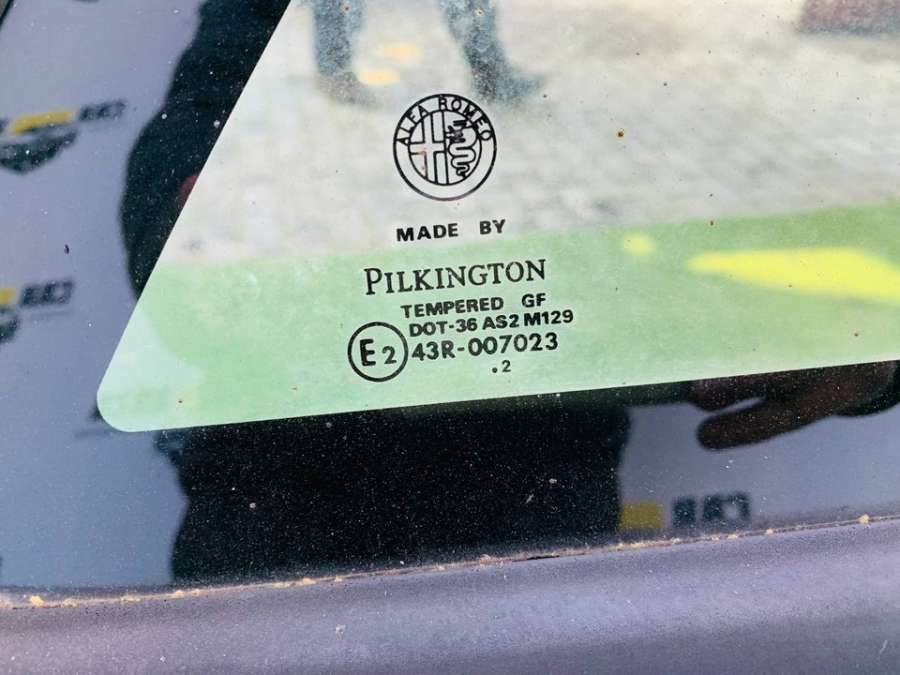 ALFA ROMEO
MADE BY
PILKINGTON
TEMPERED GF
DOT-36 AS2 M129
E2 43R-007023
.2